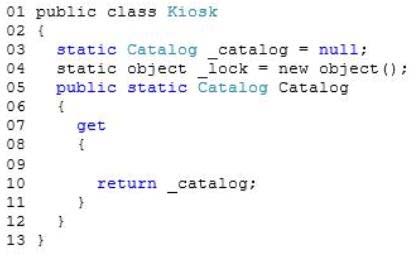 01 public class Kiosk
02 {
03   static Catalog _catalog = null;
04   static object _lock = new object();
05   public static Catalog Catalog
06   {
07     get
08     {
09
10       return _catalog;
11     }
12   }
13 }